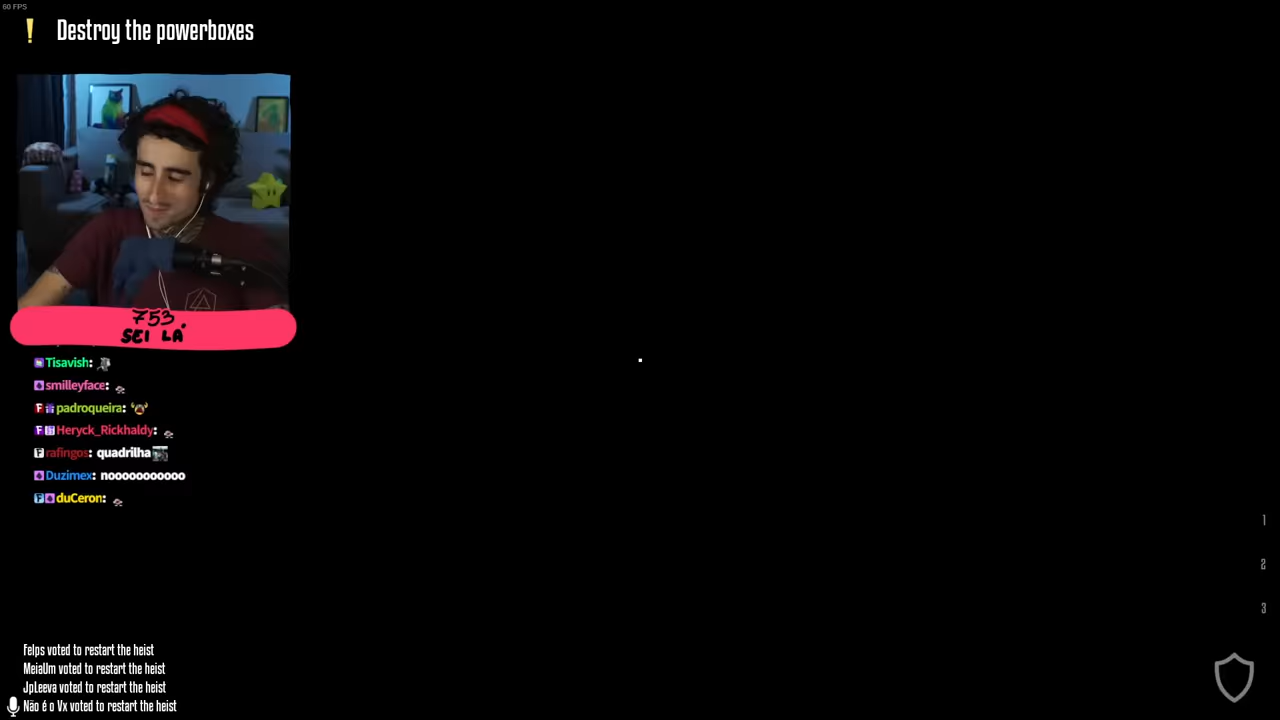 60 FPS
! Destroy the powerboxes
753
SEI LÁ
Tisavish:
smilleyface:
padroqueira:
Heryck_Rickhaldy:
rafingos: quadrilha
Duzimex: nooooooooooo
duCeron:
1
2
3
Felps voted to restart the heist
MeiaUm voted to restart the heist
JpLeeva voted to restart the heist
Não é o Vx voted to restart the heist